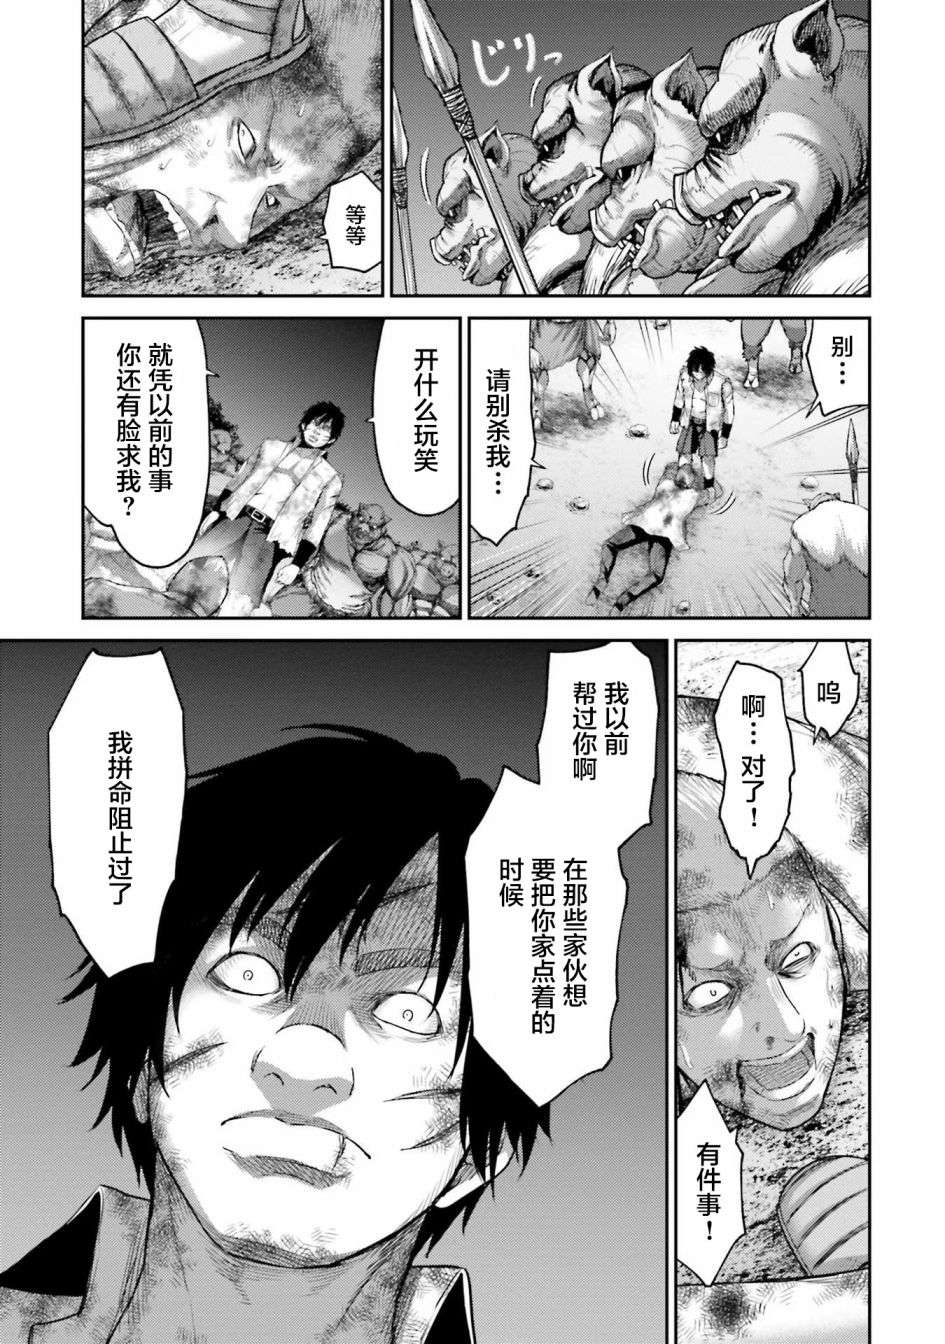 じりっ
等等
别…
请别杀我…
开什么玩笑
就凭以前的事
你还有脸求我？
呜
啊…对了！
有件事！
我以前
帮过你啊
在那些家伙想
要把你家点着的
时候
我拼命阻止过了